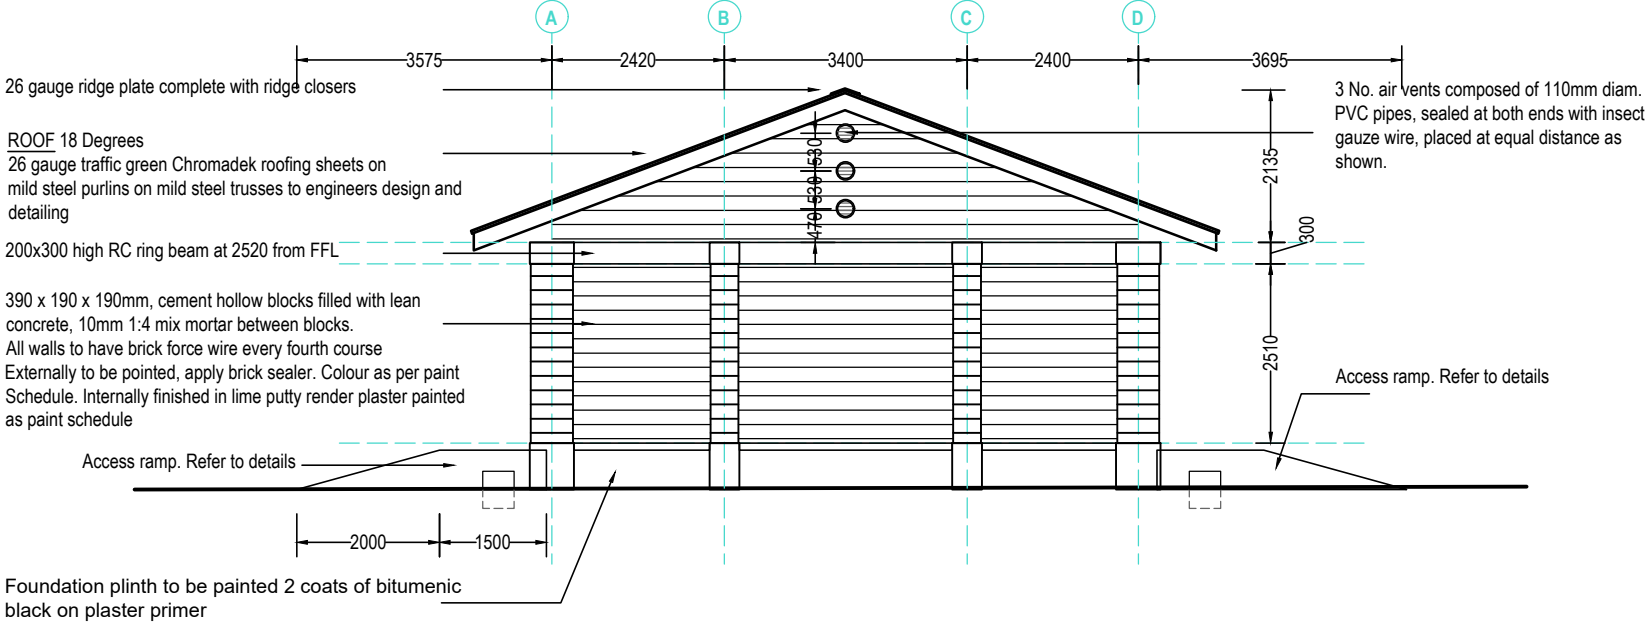 A B C D
3575 2420 3400 2400 3695
26 gauge ridge plate complete with ridge closers
ROOF 18 Degrees
26 gauge traffic green Chromadek roofing sheets on
mild steel purlins on mild steel trusses to engineers design and
detailing
200x300 high RC ring beam at 2520 from FFL
390 x 190 x 190mm, cement hollow blocks filled with lean
concrete, 10mm 1:4 mix mortar between blocks.
All walls to have brick force wire every fourth course
Externally to be pointed, apply brick sealer. Colour as per paint
Schedule. Internally finished in lime putty render plaster painted
as paint schedule
Access ramp. Refer to details
530
530
470
3 No. air vents composed of 110mm diam.
PVC pipes, sealed at both ends with insect
gauze wire, placed at equal distance as
shown.
2135
300
2510
Access ramp. Refer to details
2000 1500
Foundation plinth to be painted 2 coats of bitumenic
black on plaster primer